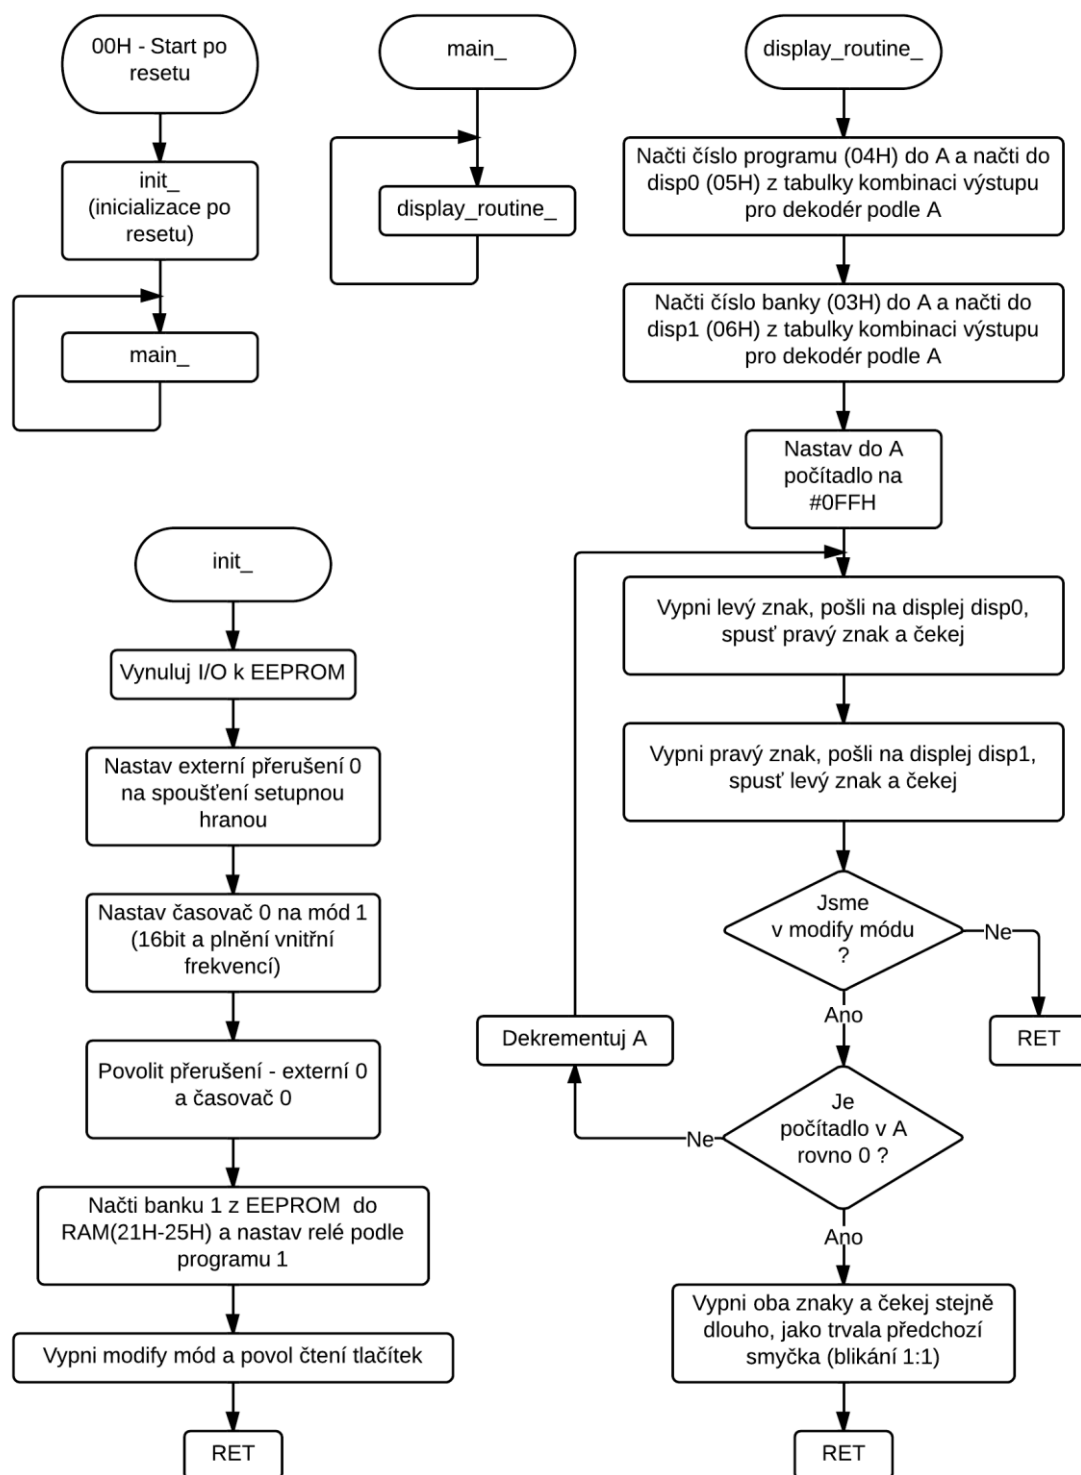 00H - Start po
resetu
init_
(inicializace po
resetu)
main_
main_
display_routine_
display_routine_
Načti číslo programu (04H) do A a načti do
disp0 (05H) z tabulky kombinaci výstupu
pro dekodér podle A
Načti číslo banky (03H) do A a načti do
disp1 (06H) z tabulky kombinaci výstupu
pro dekodér podle A
Nastav do A
počítadlo na
#0FFH
Vypni levý znak, pošli na displej disp0,
spusť pravý znak a čekej
Vypni pravý znak, pošli na displej disp1,
spusť levý znak a čekej
Jsme
v modify módu
?
Ne
RET
Ano
Je
počítadlo v A
rovno 0 ?
Ne
Dekrementuj A
Ano
Vypni oba znaky a čekej stejně
dlouho, jako trvala předchozí
smyčka (blikání 1:1)
RET
init_
Vynuluj I/O k EEPROM
Nastav externí přerušení 0
na spoušťení setupnou
hranou
Nastav časovač 0 na mód 1
(16bit a plnění vnitřní
frekvencí)
Povolit přerušení - externí 0
a časovač 0
Načti banku 1 z EEPROM do
RAM(21H-25H) a nastav relé podle
programu 1
Vypni modify mód a povol čtení tlačítek
RET